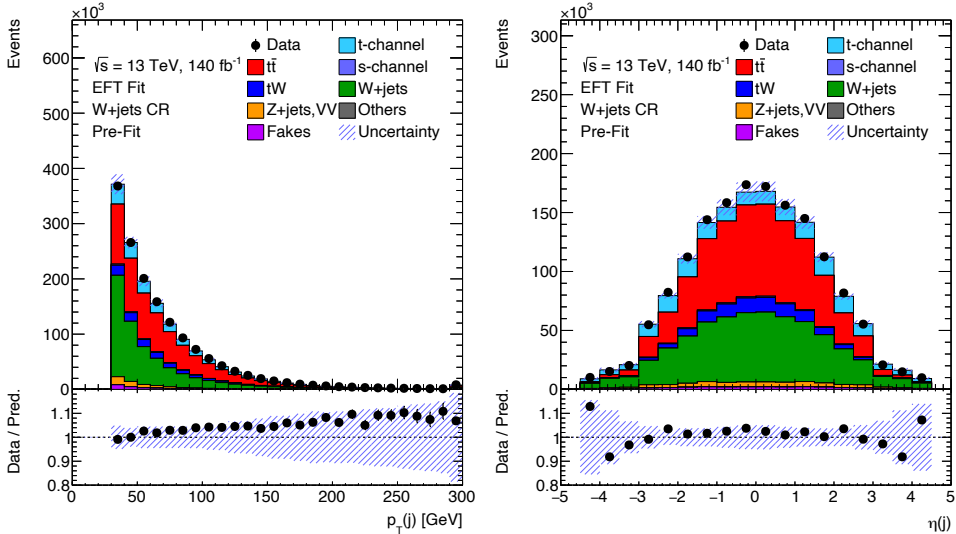 ×10³
Events
600
500
400
300
200
100
0
√s = 13 TeV, 140 fb⁻¹
EFT Fit
W+jets CR
Pre-Fit
Data
tt̄
tW
Z+jets,VV
Fakes
t-channel
s-channel
W+jets
Others
Uncertainty
Data / Pred.
1.1
1
0.9
0.8
0 50 100 150 200 250 300
p_T(j) [GeV]
×10³
Events
300
250
200
150
100
50
0
√s = 13 TeV, 140 fb⁻¹
EFT Fit
W+jets CR
Pre-Fit
Data
tt̄
tW
Z+jets,VV
Fakes
t-channel
s-channel
W+jets
Others
Uncertainty
Data / Pred.
1.1
1
0.9
0.8
−5 −4 −3 −2 −1 0 1 2 3 4 5
η(j)